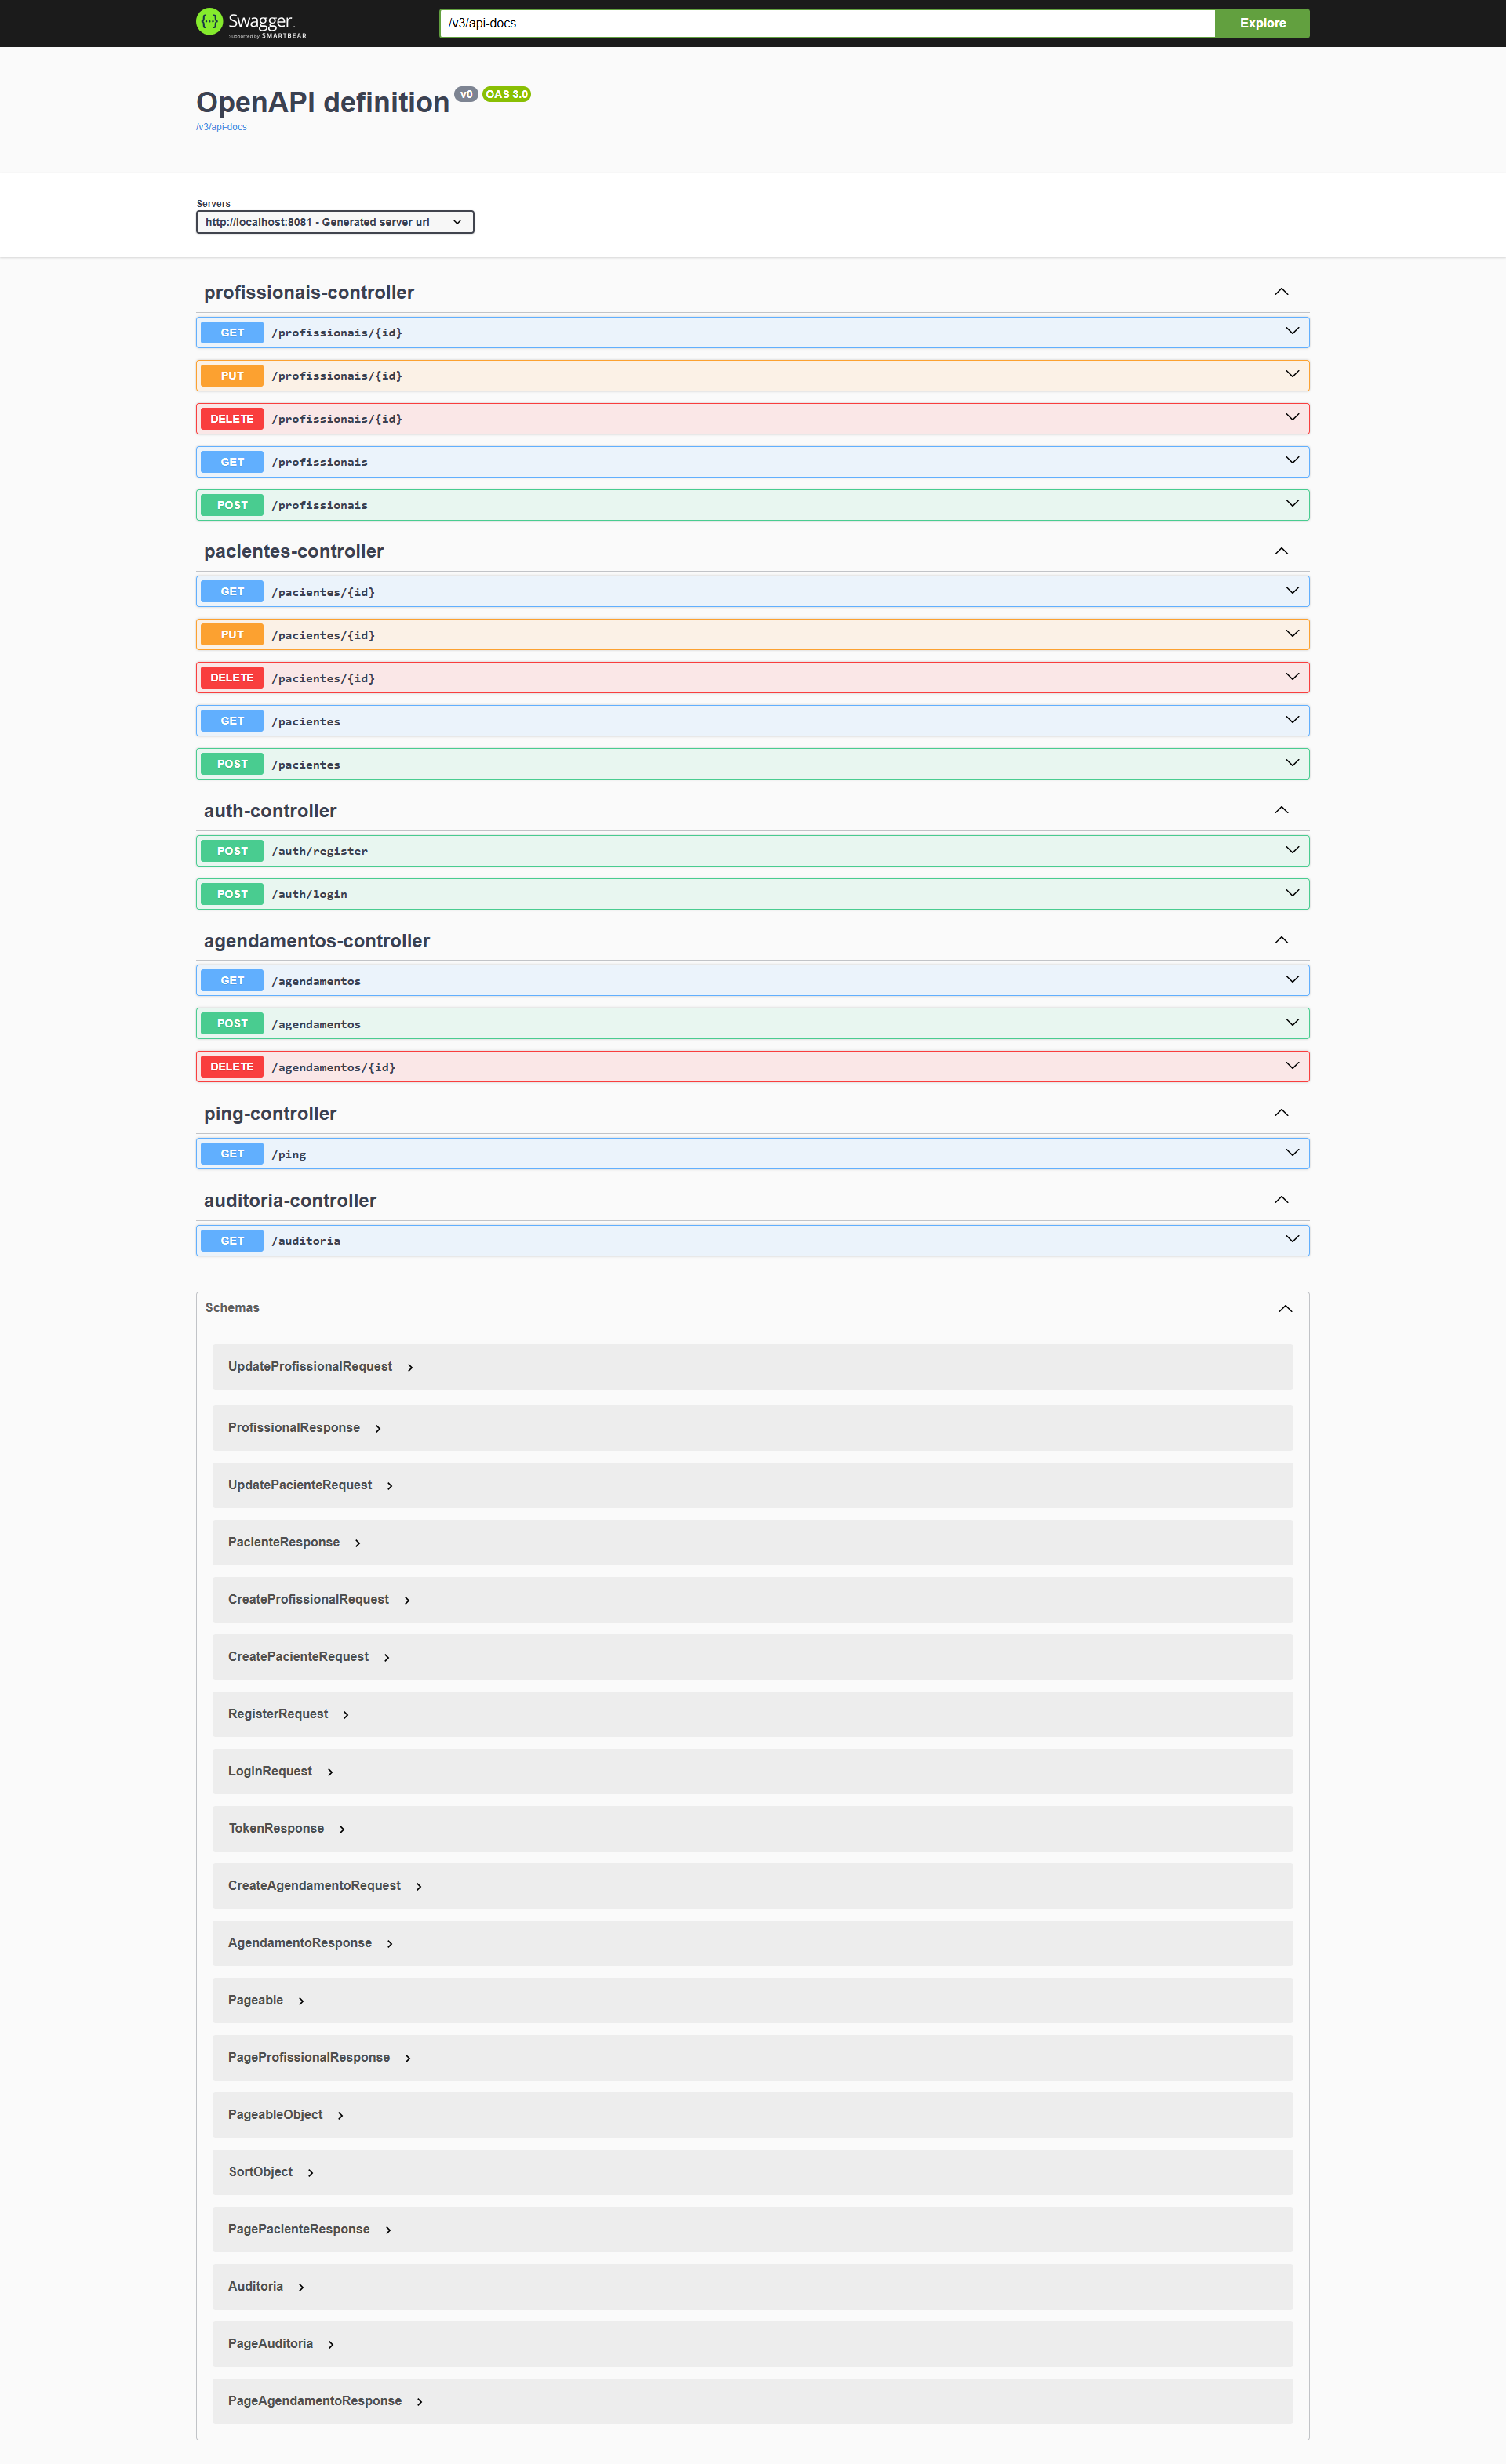 Swagger.
Supported by SMARTBEAR
/v3/api-docs
Explore
OpenAPI definition v0 OAS 3.0
/v3/api-docs
Servers
http://localhost:8081 - Generated server url
profissionais-controller
GET /profissionais/{id}
PUT /profissionais/{id}
DELETE /profissionais/{id}
GET /profissionais
POST /profissionais
pacientes-controller
GET /pacientes/{id}
PUT /pacientes/{id}
DELETE /pacientes/{id}
GET /pacientes
POST /pacientes
auth-controller
POST /auth/register
POST /auth/login
agendamentos-controller
GET /agendamentos
POST /agendamentos
DELETE /agendamentos/{id}
ping-controller
GET /ping
auditoria-controller
GET /auditoria
Schemas
UpdateProfissionalRequest
ProfissionalResponse
UpdatePacienteRequest
PacienteResponse
CreateProfissionalRequest
CreatePacienteRequest
RegisterRequest
LoginRequest
TokenResponse
CreateAgendamentoRequest
AgendamentoResponse
Pageable
PageProfissionalResponse
PageableObject
SortObject
PagePacienteResponse
Auditoria
PageAuditoria
PageAgendamentoResponse